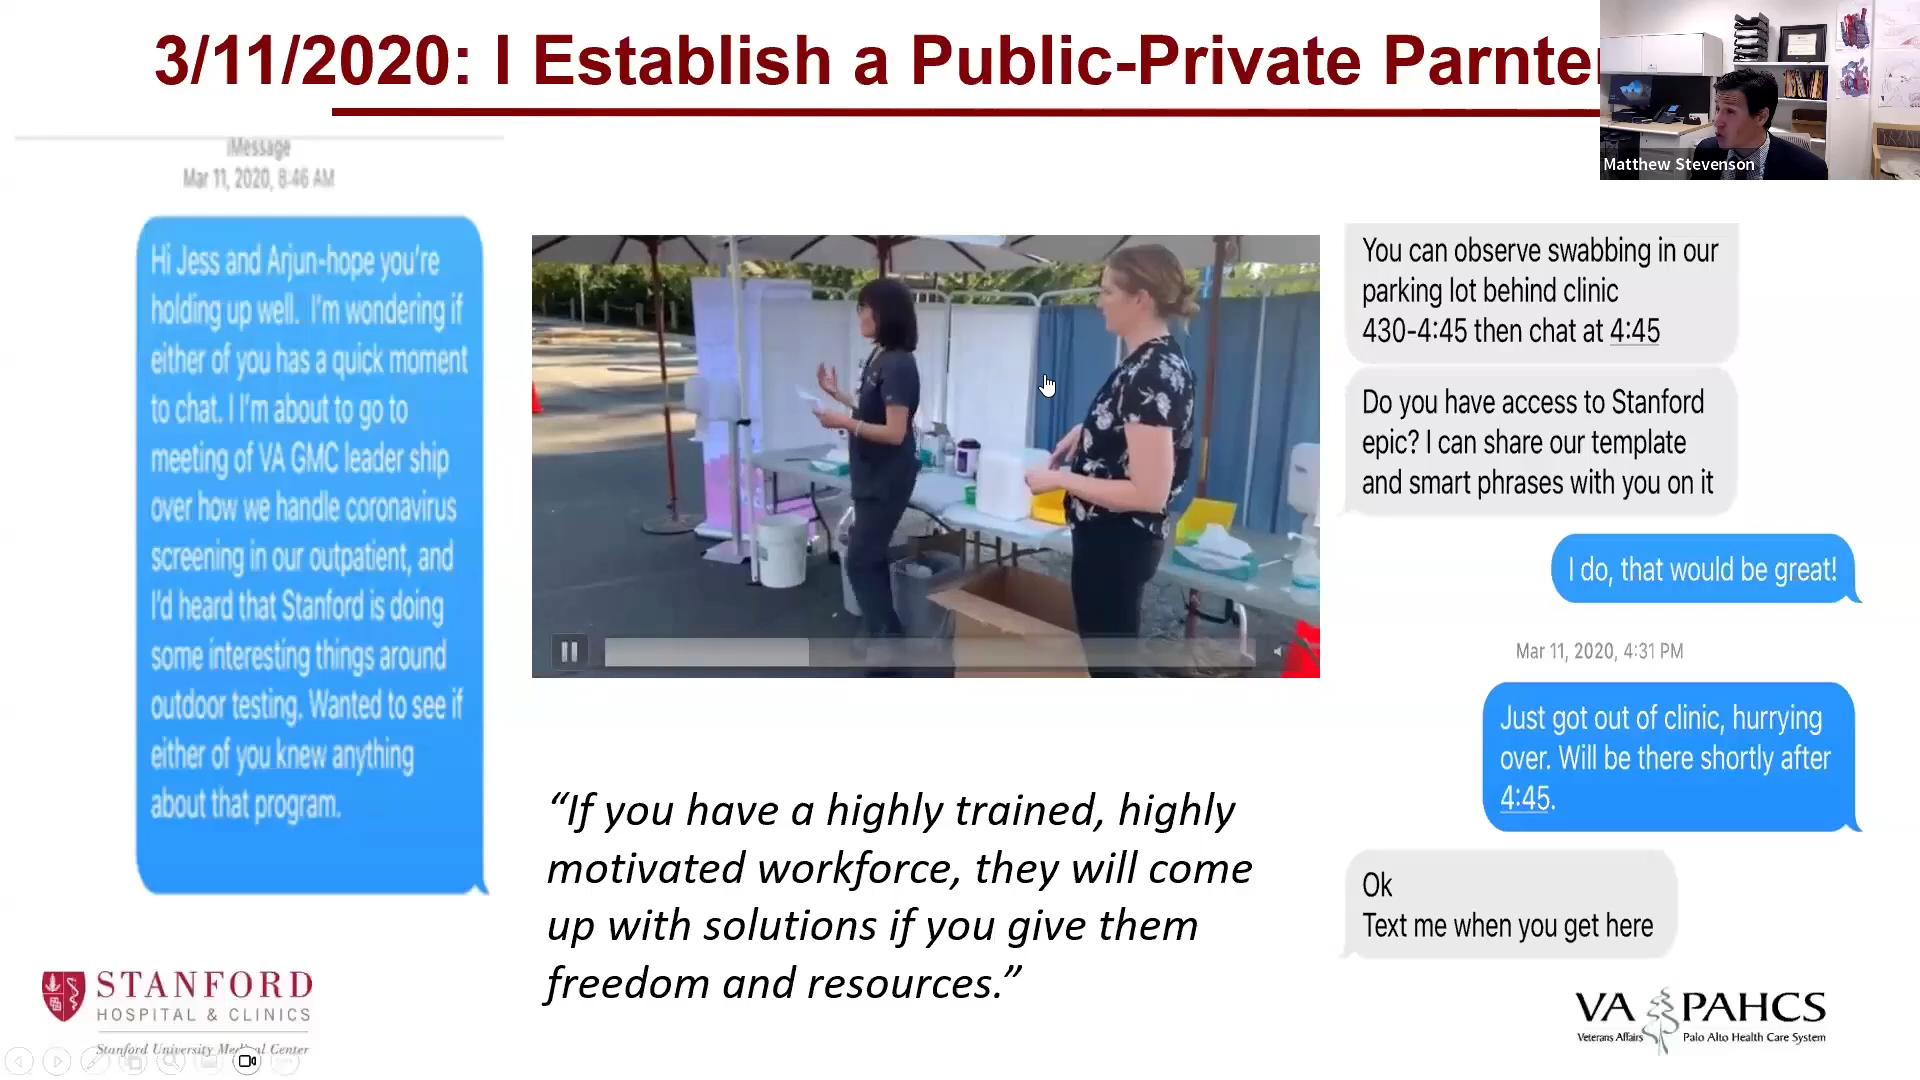 3/11/2020: I Establish a Public-Private Parnter
Matthew Stevenson
iMessage
Mar 11, 2020, 8:46 AM
Hi Jess and Arjun-hope you're
holding up well. I'm wondering if
either of you has a quick moment
to chat. I I'm about to go to
meeting of VA GMC leader ship
over how we handle coronavirus
screening in our outpatient, and
I'd heard that Stanford is doing
some interesting things around
outdoor testing. Wanted to see if
either of you knew anything
about that program.
“If you have a highly trained, highly
motivated workforce, they will come
up with solutions if you give them
freedom and resources.”
You can observe swabbing in our
parking lot behind clinic
430-4:45 then chat at 4:45
Do you have access to Stanford
epic? I can share our template
and smart phrases with you on it
I do, that would be great!
Mar 11, 2020, 4:31 PM
Just got out of clinic, hurrying
over. Will be there shortly after
4:45.
Ok
Text me when you get here
STANFORD
HOSPITAL & CLINICS
Stanford University Medical Center
VA PAHCS
Veterans Affairs Palo Alto Health Care System